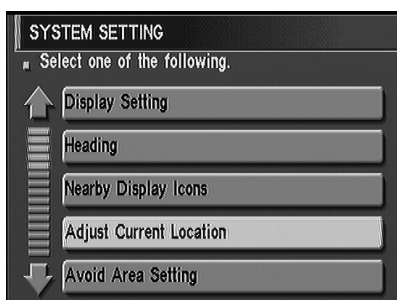 SYSTEM SETTING
Select one of the following.
Display Setting
Heading
Nearby Display Icons
Adjust Current Location
Avoid Area Setting